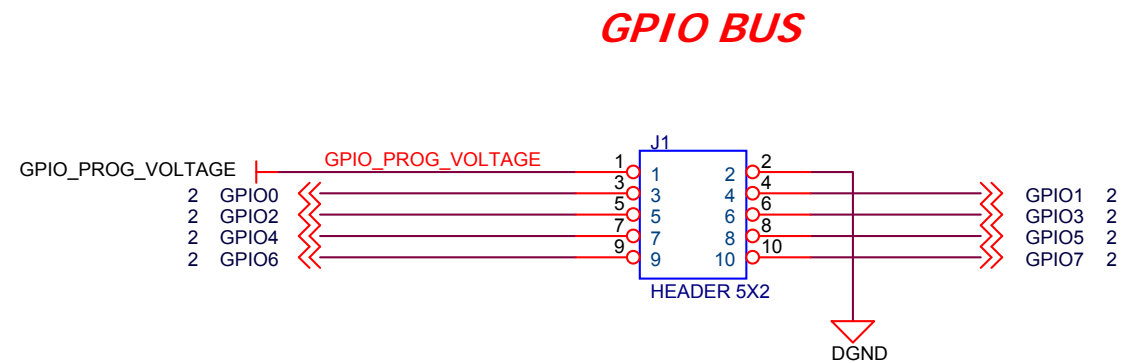 GPIO BUS
J1
GPIO_PROG_VOLTAGE GPIO_PROG_VOLTAGE 1 1 2 2
2 GPIO0 3 3 4 4 GPIO1 2
2 GPIO2 5 5 6 6 GPIO3 2
2 GPIO4 7 7 8 8 GPIO5 2
2 GPIO6 9 9 10 10 GPIO7 2
HEADER 5X2
DGND